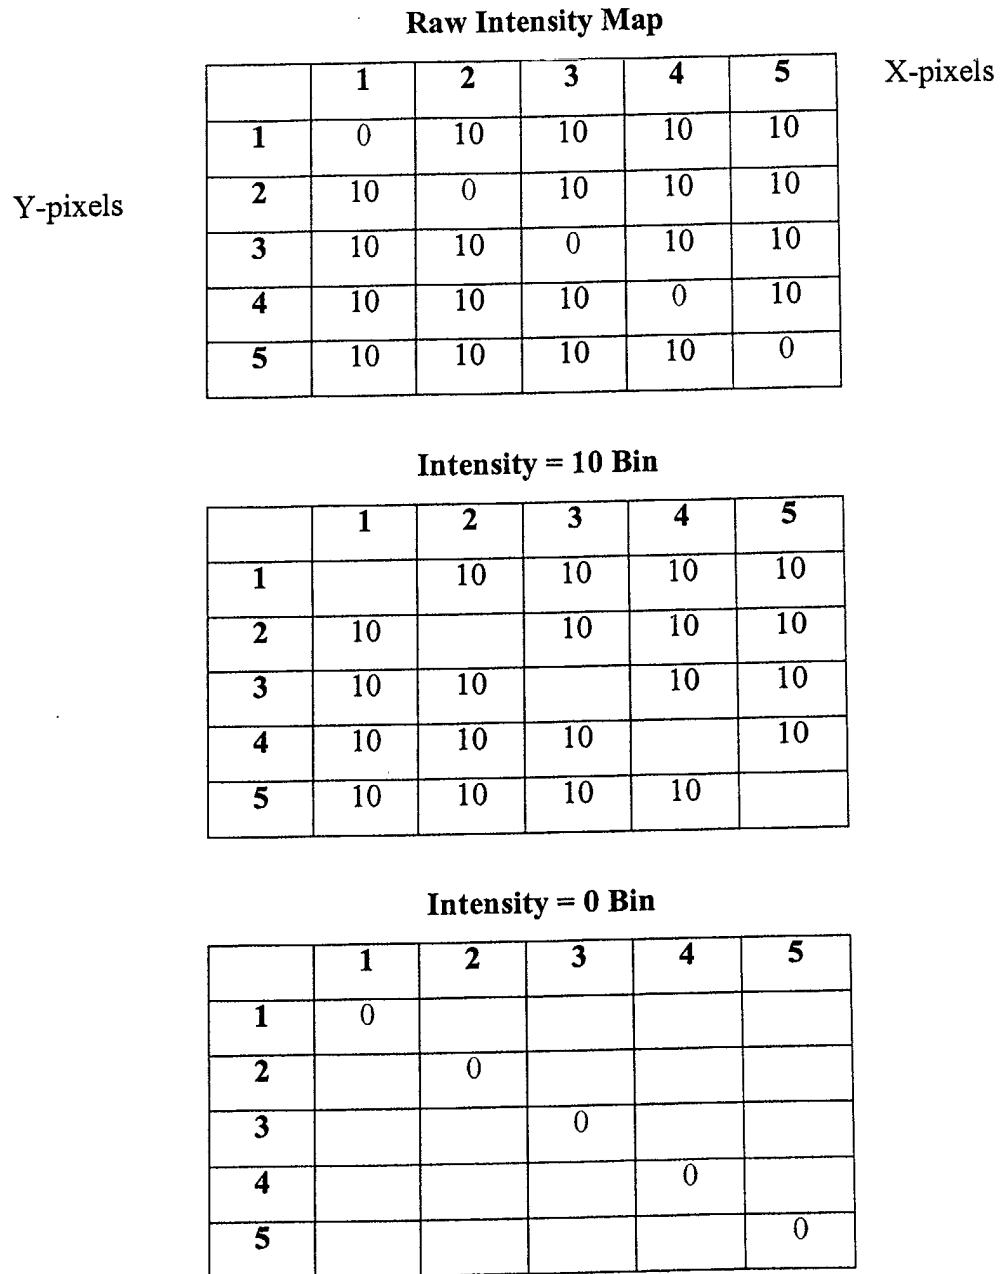 Raw Intensity Map
1 2 3 4 5 X-pixels
1 0 10 10 10 10
Y-pixels 2 10 0 10 10 10
3 10 10 0 10 10
4 10 10 10 0 10
5 10 10 10 10 0
Intensity = 10 Bin
1 2 3 4 5
1 10 10 10 10
2 10 10 10 10
3 10 10 10 10
4 10 10 10 10
5 10 10 10 10
Intensity = 0 Bin
1 2 3 4 5
1 0
2 0
3 0
4 0
5 0